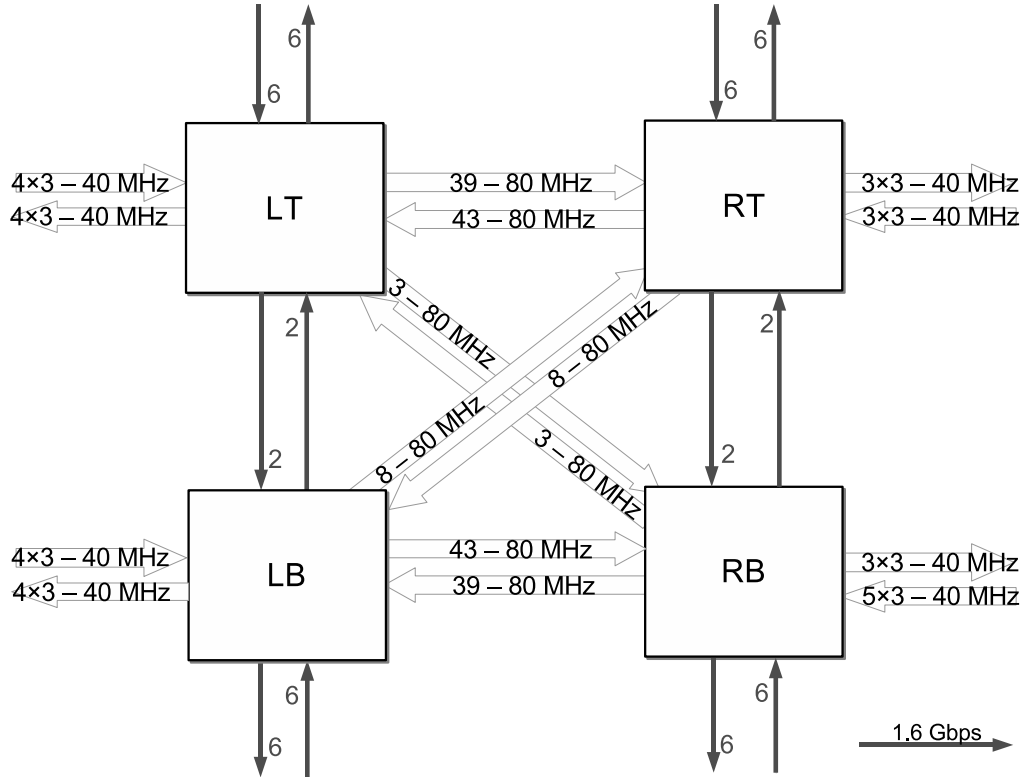 6
6
6
6
4×3 – 40 MHz
39 – 80 MHz
3×3 – 40 MHz
LT
RT
4×3 – 40 MHz
43 – 80 MHz
3×3 – 40 MHz
3 – 80 MHz
8 – 80 MHz
2
2
8 – 80 MHz
3 – 80 MHz
2
2
4×3 – 40 MHz
43 – 80 MHz
3×3 – 40 MHz
LB
RB
4×3 – 40 MHz
39 – 80 MHz
5×3 – 40 MHz
6
6
6
6
1.6 Gbps